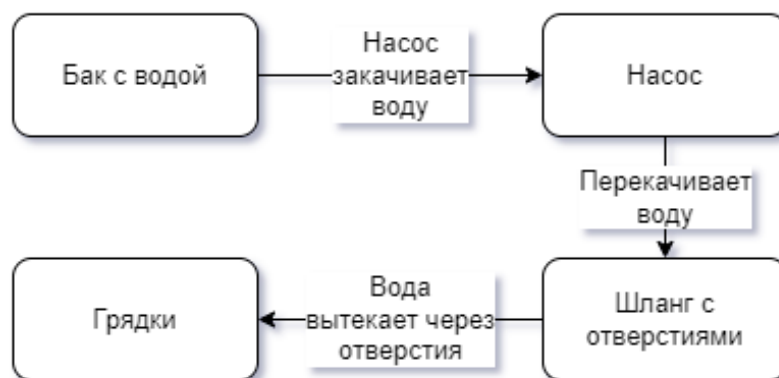 Бак с водой
Насос
закачивает
воду
Насос
Перекачивает
воду
Шланг с
отверстиями
Вода
вытекает через
отверстия
Грядки